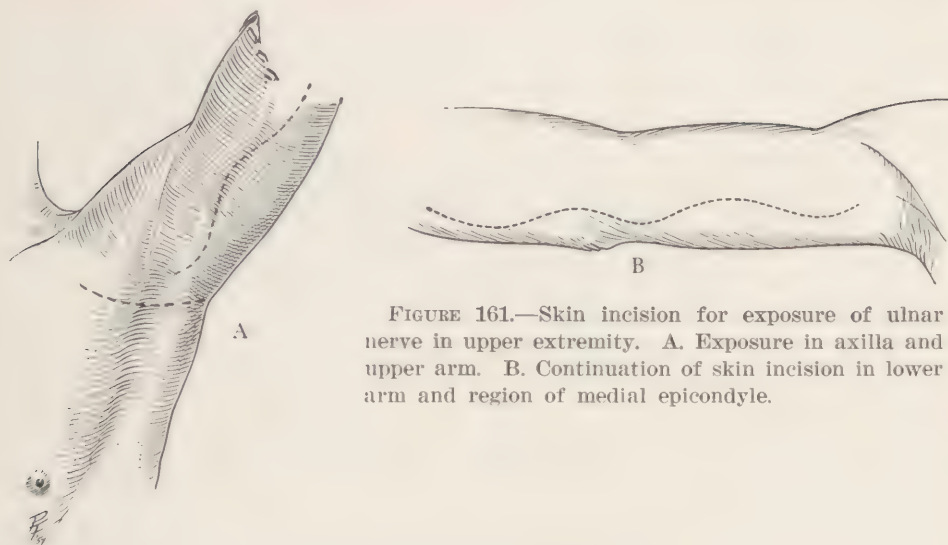 A
B
FIGURE 161.—Skin incision for exposure of ulnar
nerve in upper extremity. A. Exposure in axilla and
upper arm. B. Continuation of skin incision in lower
arm and region of medial epicondyle.